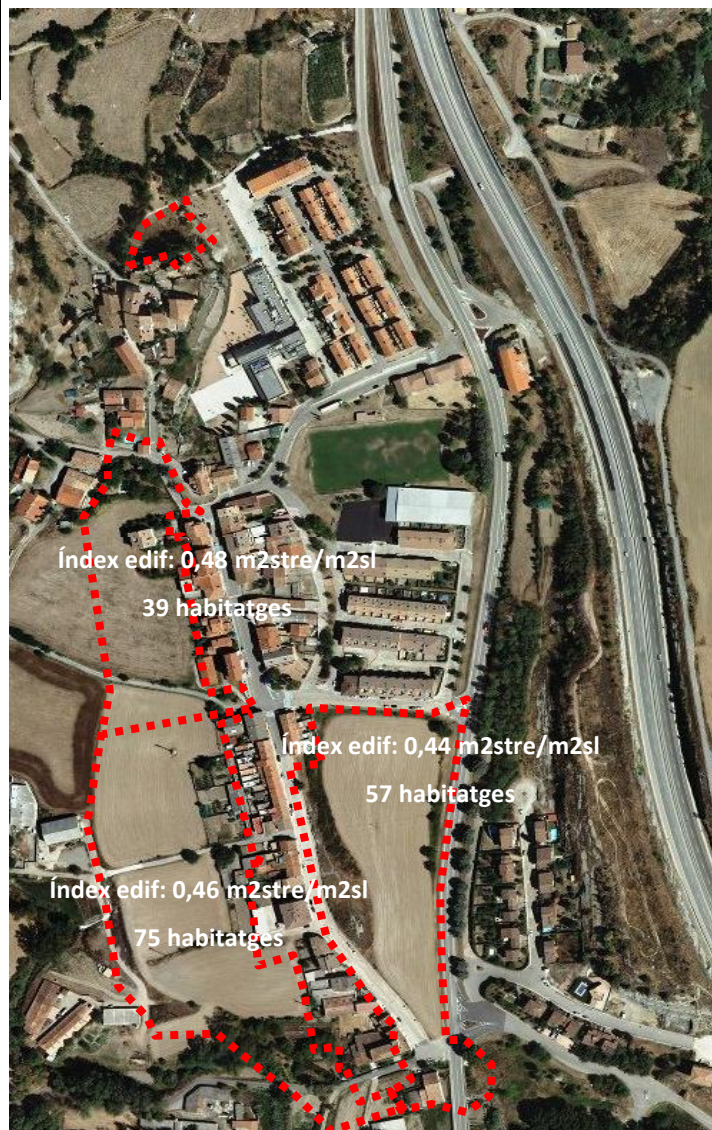 Índex edif: 0,48 m2stre/m2sl
39 habitatges
Índex edif: 0,44 m2stre/m2sl
57 habitatges
Índex edif: 0,46 m2stre/m2sl
75 habitatges